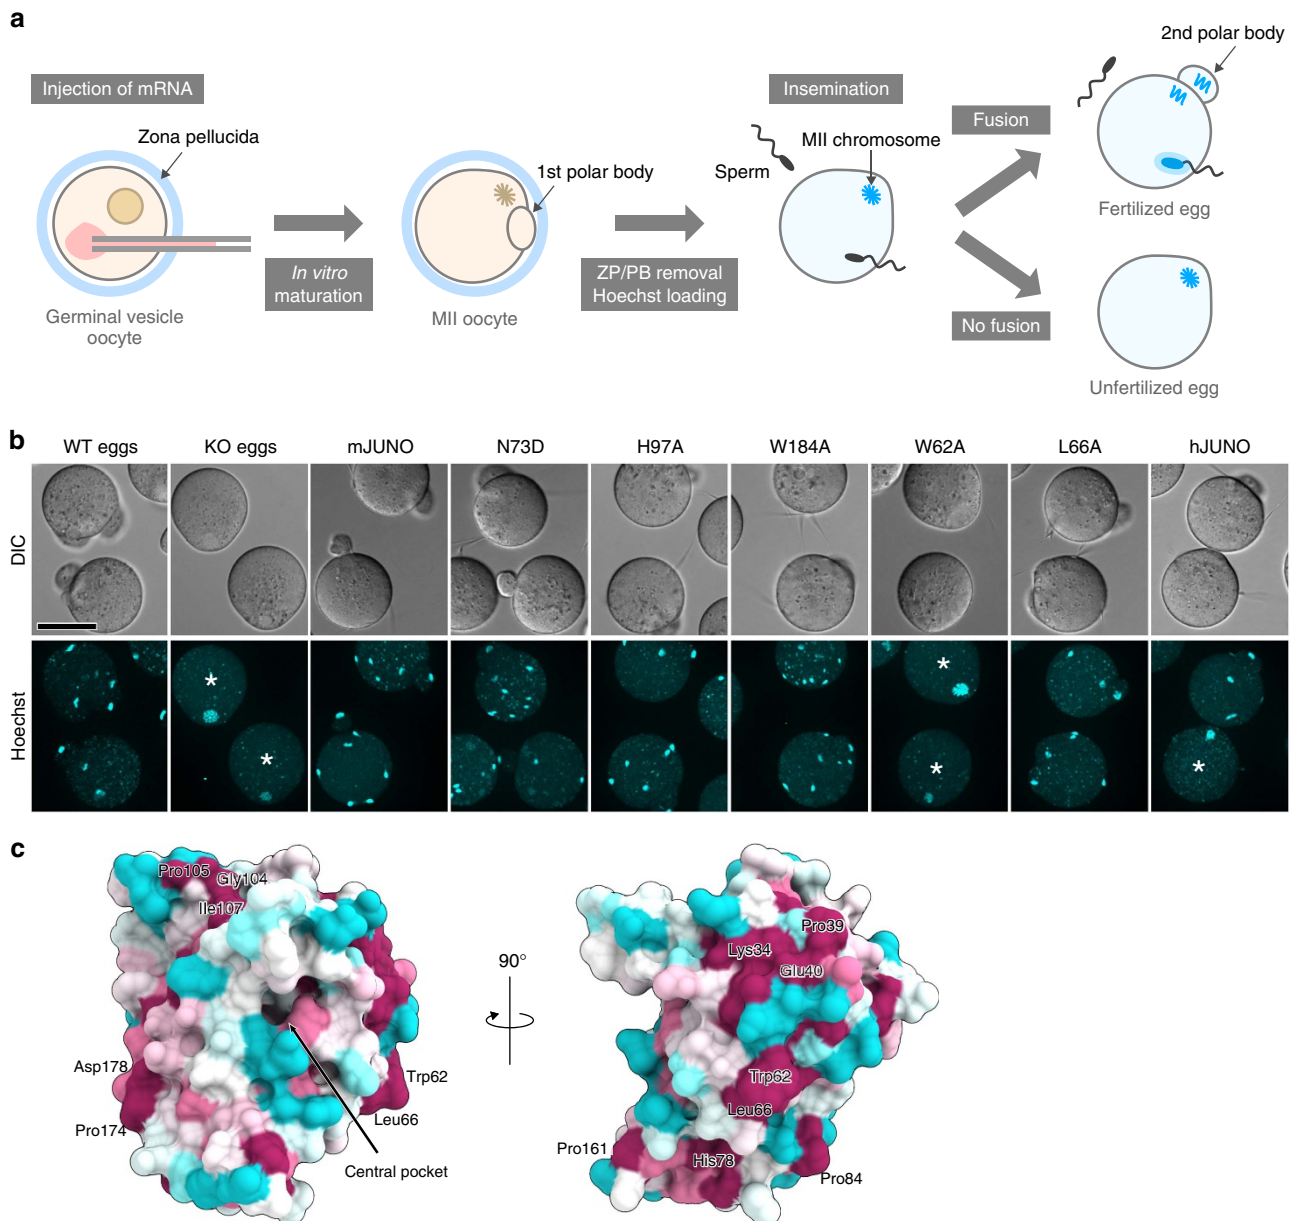 a
Injection of mRNA
Zona pellucida
Germinal vesicle
oocyte
In vitro
maturation
1st polar body
MII oocyte
ZP/PB removal
Hoechst loading
Insemination
MII chromosome
Sperm
Fusion
No fusion
2nd polar body
Fertilized egg
Unfertilized egg
b
WT eggs
KO eggs
mJUNO
N73D
H97A
W184A
W62A
L66A
hJUNO
DIC
Hoechst
* * * * *
c
Pro105
Gly104
Ile107
Asp178
Pro174
Trp62
Leu66
Central pocket
90°
Pro39
Lys34
Glu40
Trp62
Leu66
Pro161
His78
Pro84